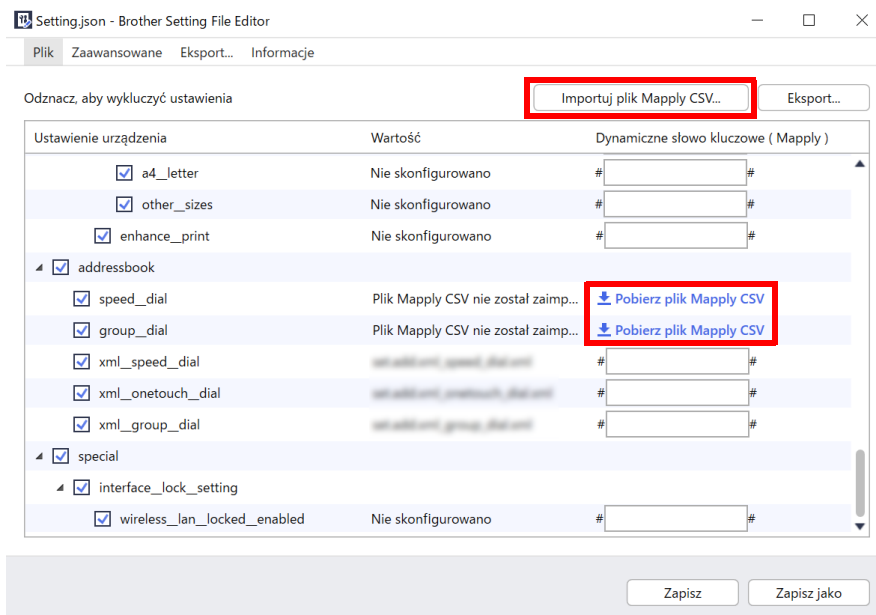 Setting.json - Brother Setting File Editor
Plik Zaawansowane Eksport... Informacje
Odznacz, aby wykluczyć ustawienia Importuj plik Mapply CSV... Eksport...
Ustawienie urządzenia Wartość Dynamiczne słowo kluczowe ( Mapply )
a4__letter Nie skonfigurowano # #
other__sizes Nie skonfigurowano # #
enhance__print Nie skonfigurowano # #
addressbook
speed__dial Plik Mapply CSV nie został zaimp... Pobierz plik Mapply CSV
group__dial Plik Mapply CSV nie został zaimp... Pobierz plik Mapply CSV
xml__speed__dial # #
xml__onetouch__dial # #
xml__group__dial # #
special
interface__lock__setting
wireless__lan__locked__enabled Nie skonfigurowano # #
Zapisz Zapisz jako